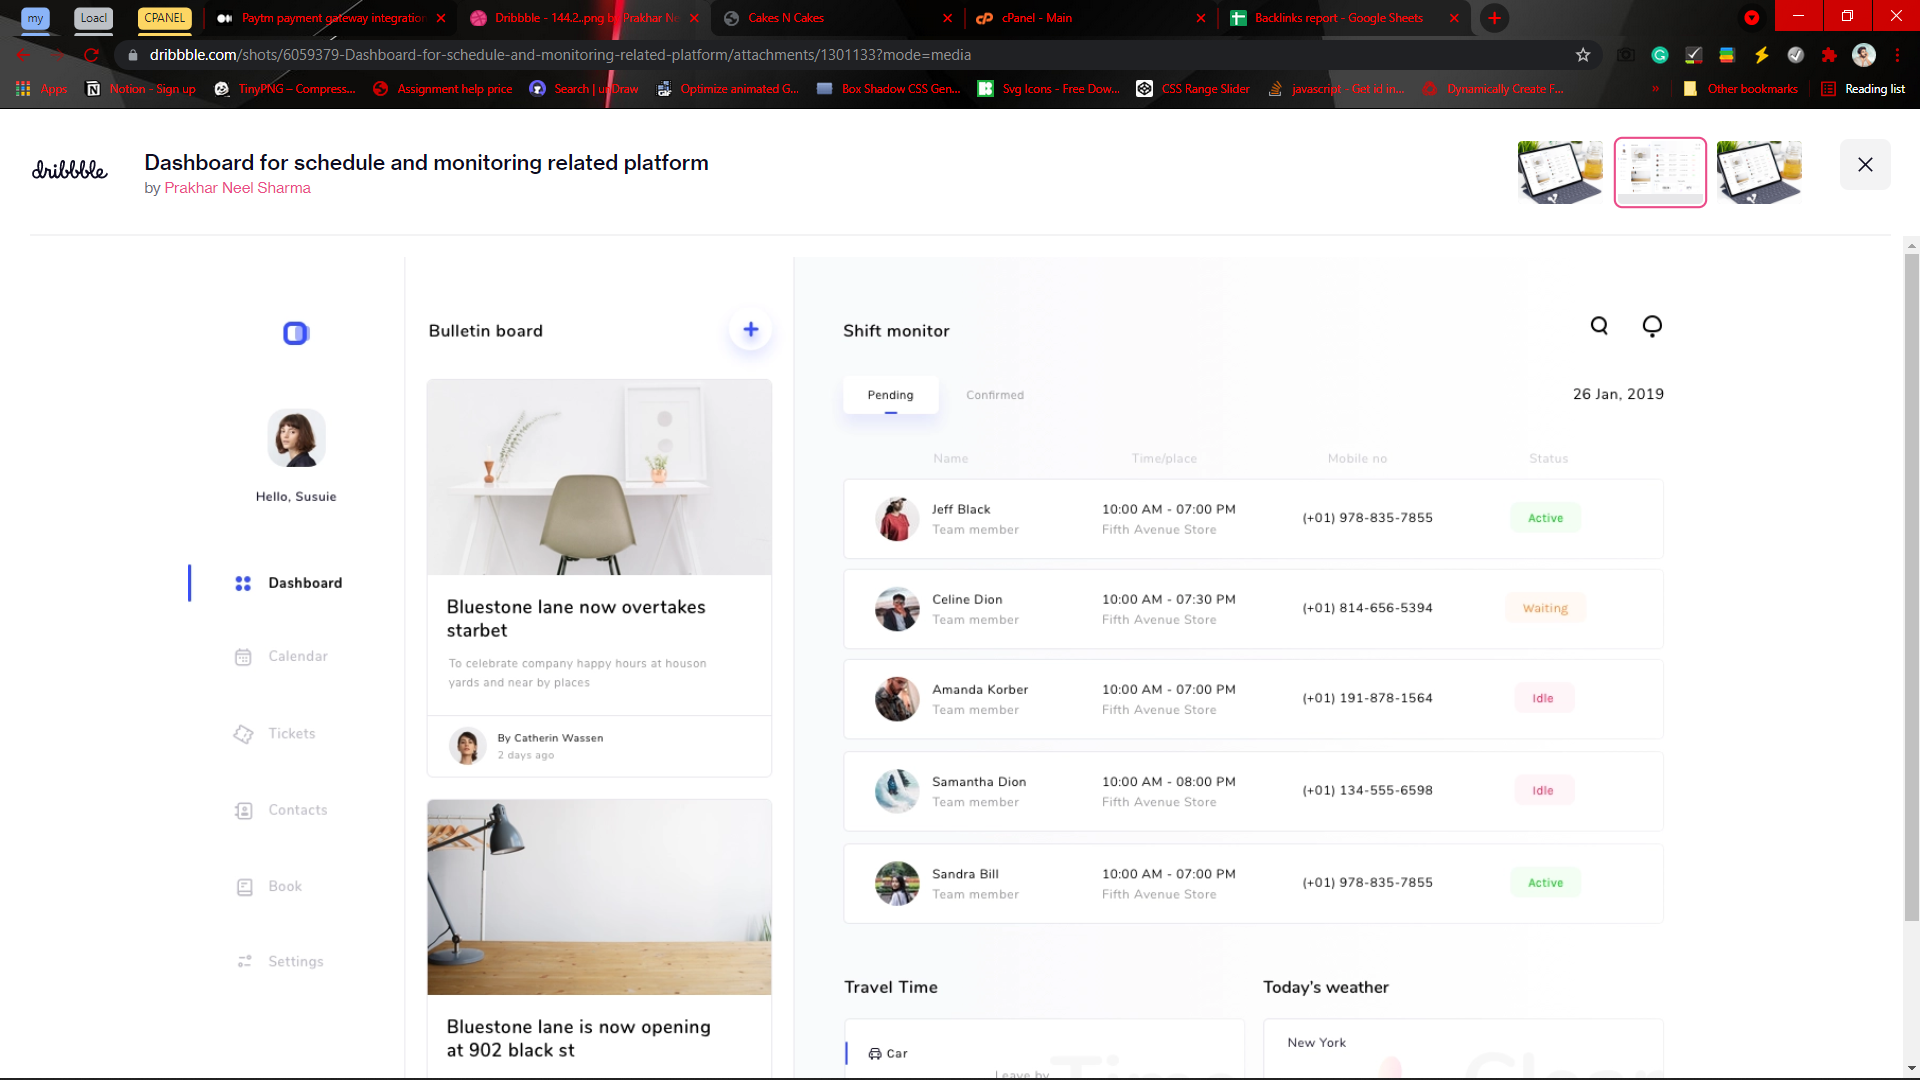 my
Loacl
CPANEL
Paytm payment gateway integration
Dribbble - 144.2..png by Prakhar Ne
Cakes N Cakes
cPanel - Main
Backlinks report - Google Sheets
dribbble.com/shots/6059379-Dashboard-for-schedule-and-monitoring-related-platform/attachments/1301133?mode=media
Apps
Notion - Sign up
TinyPNG – Compress...
Assignment help price
Search | unDraw
Optimize animated G...
Box Shadow CSS Gen...
Svg Icons - Free Dow...
CSS Range Slider
javascript - Get id in...
Dynamically Create F...
Other bookmarks
Reading list
dribbble
Dashboard for schedule and monitoring related platform
by Prakhar Neel Sharma
Hello, Susuie
Dashboard
Calendar
Tickets
Contacts
Book
Settings
Bulletin board
Bluestone lane now overtakes
starbet
To celebrate company happy hours at houson
yards and near by places
By Catherin Wassen
2 days ago
Bluestone lane is now opening
at 902 black st
Shift monitor
Pending
Confirmed
26 Jan, 2019
Name Time/place Mobile no Status
Jeff Black 10:00 AM - 07:00 PM (+01) 978-835-7855 Active
Team member Fifth Avenue Store
Celine Dion 10:00 AM - 07:30 PM (+01) 814-656-5394 Waiting
Team member Fifth Avenue Store
Amanda Korber 10:00 AM - 07:00 PM (+01) 191-878-1564 Idle
Team member Fifth Avenue Store
Samantha Dion 10:00 AM - 08:00 PM (+01) 134-555-6598 Idle
Team member Fifth Avenue Store
Sandra Bill 10:00 AM - 07:00 PM (+01) 978-835-7855 Active
Team member Fifth Avenue Store
Travel Time
Car
Leave by
Time
Today's weather
New York
Clear